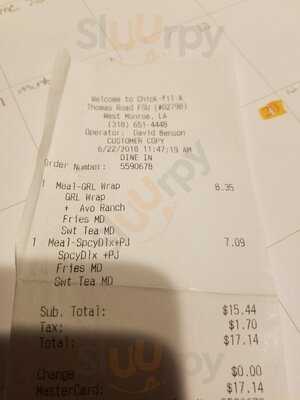 Sluurpy
Welcome to Chick-fil-A
Thomas Road FSU (#02790)
West Monroe, LA
(318) 651-4448
Operator: David Benson
CUSTOMER COPY
6/22/2018 11:47:19 AM
DINE IN
Order Number: 5590678
1 Meal-GRL Wrap 8.35
GRL Wrap
+ Avo Ranch
Fries MD
Swt Tea MD
1 Meal-SpcyDlx+PJ 7.09
SpcyDlx +PJ
Fries MD
Swt Tea MD
Sub. Total: $15.44
Tax: $1.70
Total: $17.14
Change $0.00
MasterCard: $17.14